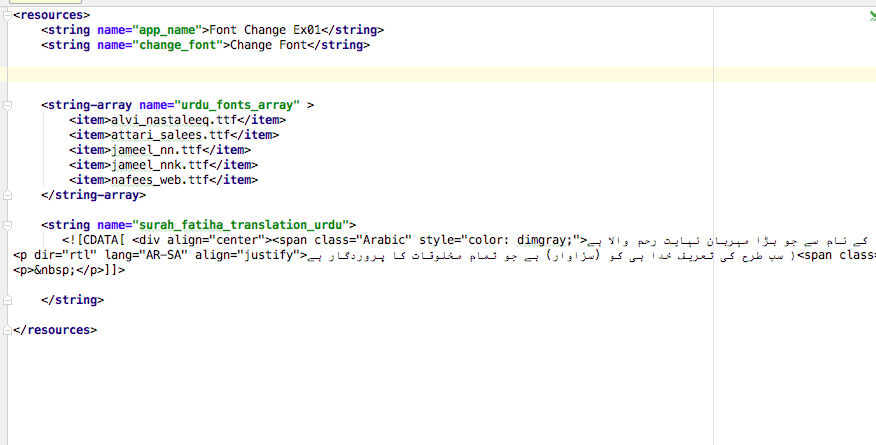 <resources>
<string name="app_name">Font Change Ex01</string>
<string name="change_font">Change Font</string>
<string-array name="urdu_fonts_array" >
<item>alvi_nastaleeq.ttf</item>
<item>attari_salees.ttf</item>
<item>jameel_nn.ttf</item>
<item>jameel_nnk.ttf</item>
<item>nafees_web.ttf</item>
</string-array>
<string name="surah_fatiha_translation_urdu">
<![CDATA[ <div align="center"><span class="Arabic" style="color: dimgray;">کے نام سے جو بڑا مہربان نہایت رحم والا ہے
<p dir="rtl" lang="AR-SA" align="justify">سب طرح کی تعریف خدا ہی کو (سزاوار) ہے جو تمام مخلوقات کا پروردگار ہے ( <span class=
<p>&nbsp;</p>]]>
</string>
</resources>